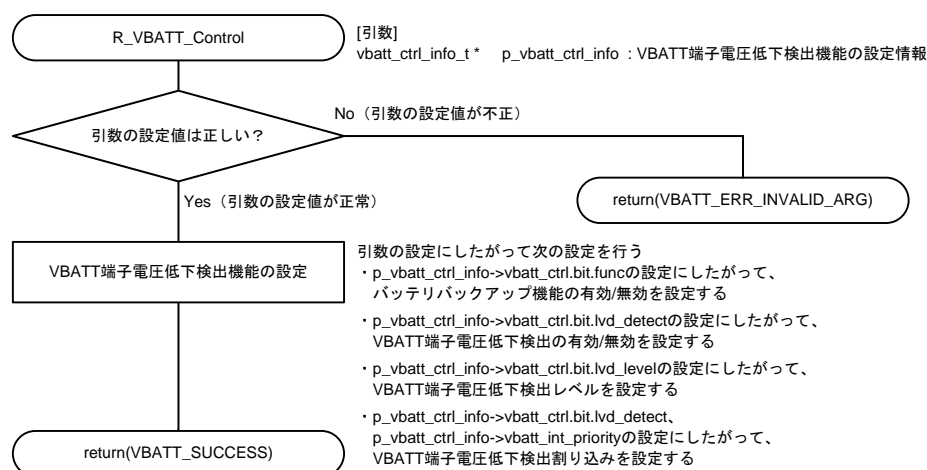 R_VBATT_Control
[引数]
vbatt_ctrl_info_t *　p_vbatt_ctrl_info : VBATT端子電圧低下検出機能の設定情報
引数の設定値は正しい？
No（引数の設定値が不正）
return(VBATT_ERR_INVALID_ARG)
Yes（引数の設定値が正常）
VBATT端子電圧低下検出機能の設定
引数の設定にしたがって次の設定を行う
・p_vbatt_ctrl_info->vbatt_ctrl.bit.funcの設定にしたがって、
バッテリバックアップ機能の有効/無効を設定する
・p_vbatt_ctrl_info->vbatt_ctrl.bit.lvd_detectの設定にしたがって、
VBATT端子電圧低下検出の有効/無効を設定する
・p_vbatt_ctrl_info->vbatt_ctrl.bit.lvd_levelの設定にしたがって、
VBATT端子電圧低下検出レベルを設定する
・p_vbatt_ctrl_info->vbatt_ctrl.bit.lvd_detect、
p_vbatt_ctrl_info->vbatt_int_priorityの設定にしたがって、
VBATT端子電圧低下検出割り込みを設定する
return(VBATT_SUCCESS)